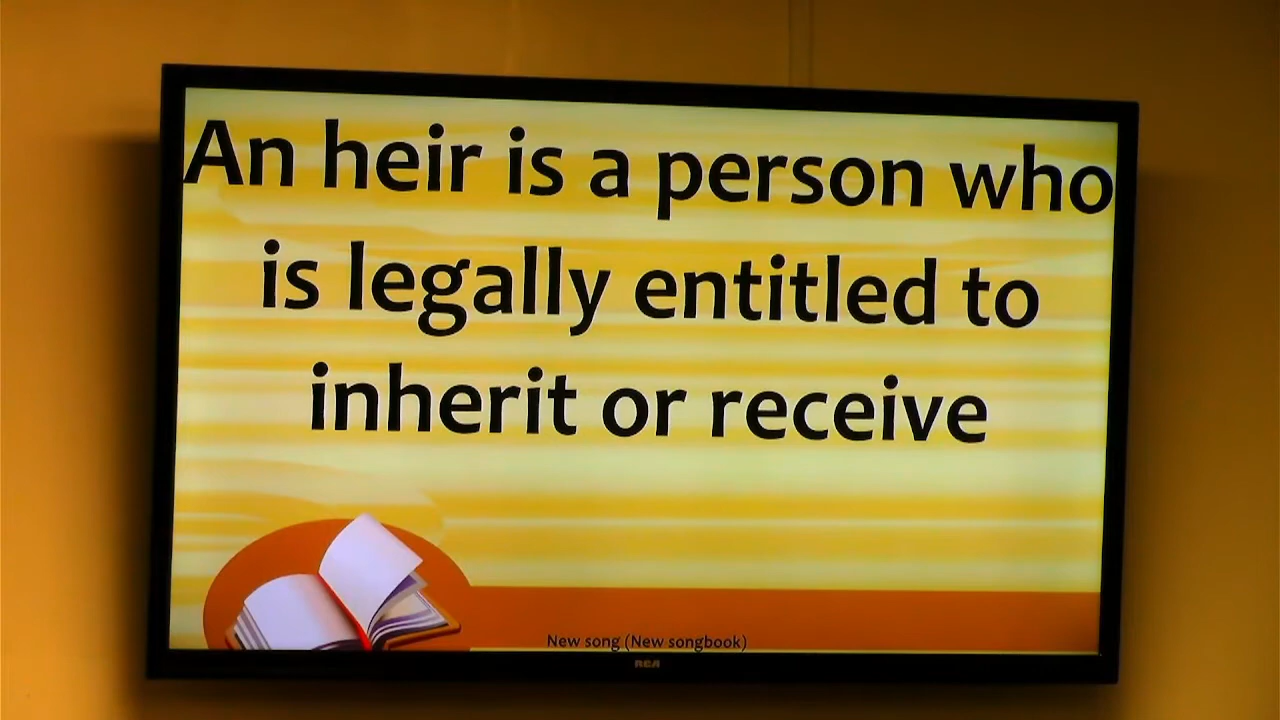 An heir is a person who
is legally entitled to
inherit or receive
New song (New songbook)
RCA